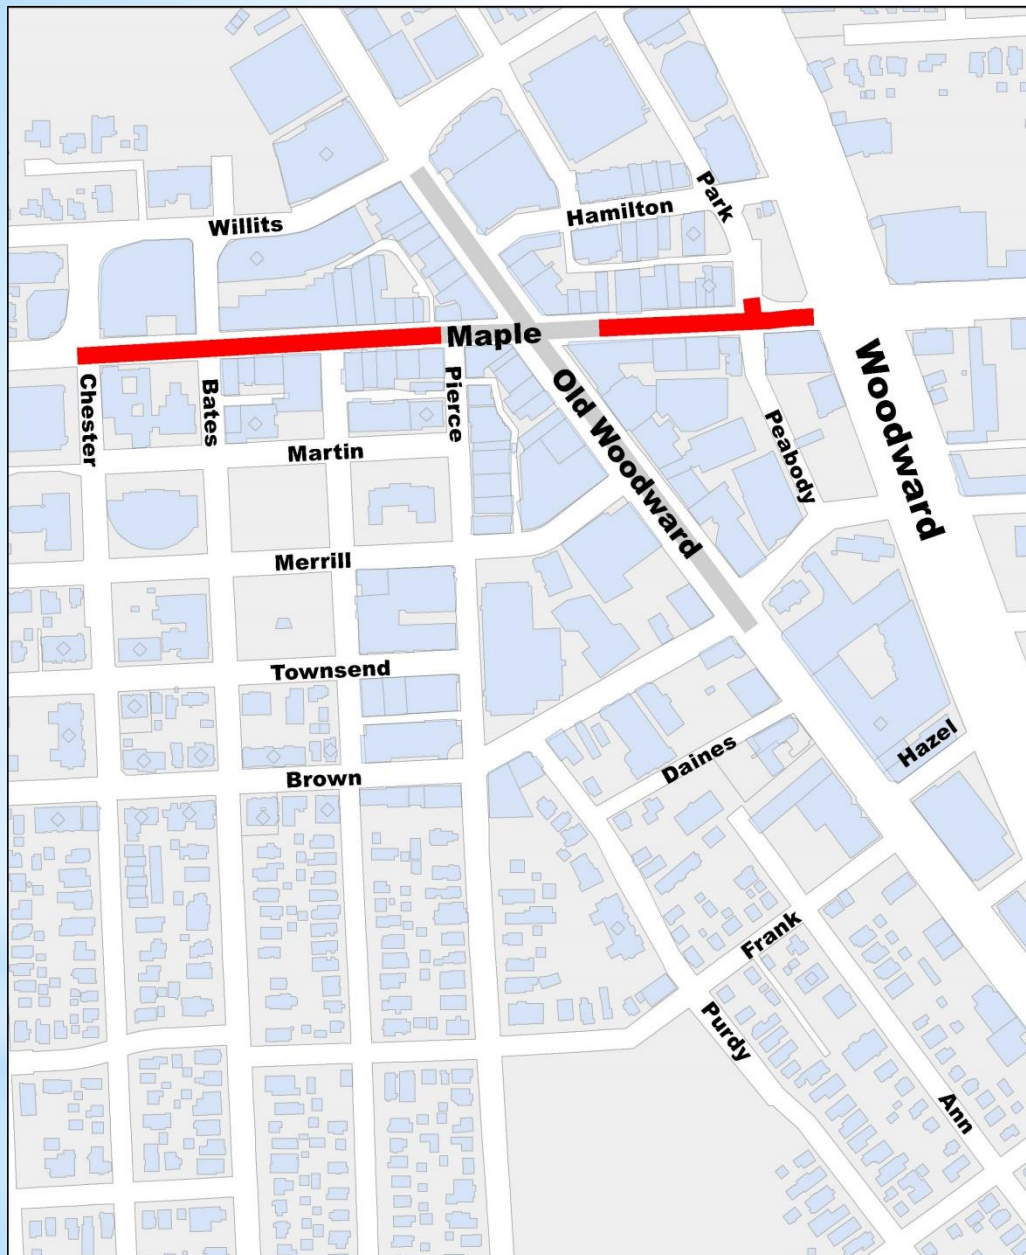 Park
Hamilton
Willits
Maple
Woodward
Old Woodward
Chester
Bates
Pierce
Peabody
Martin
Merrill
Townsend
Hazel
Daines
Brown
Frank
Purdy
Ann